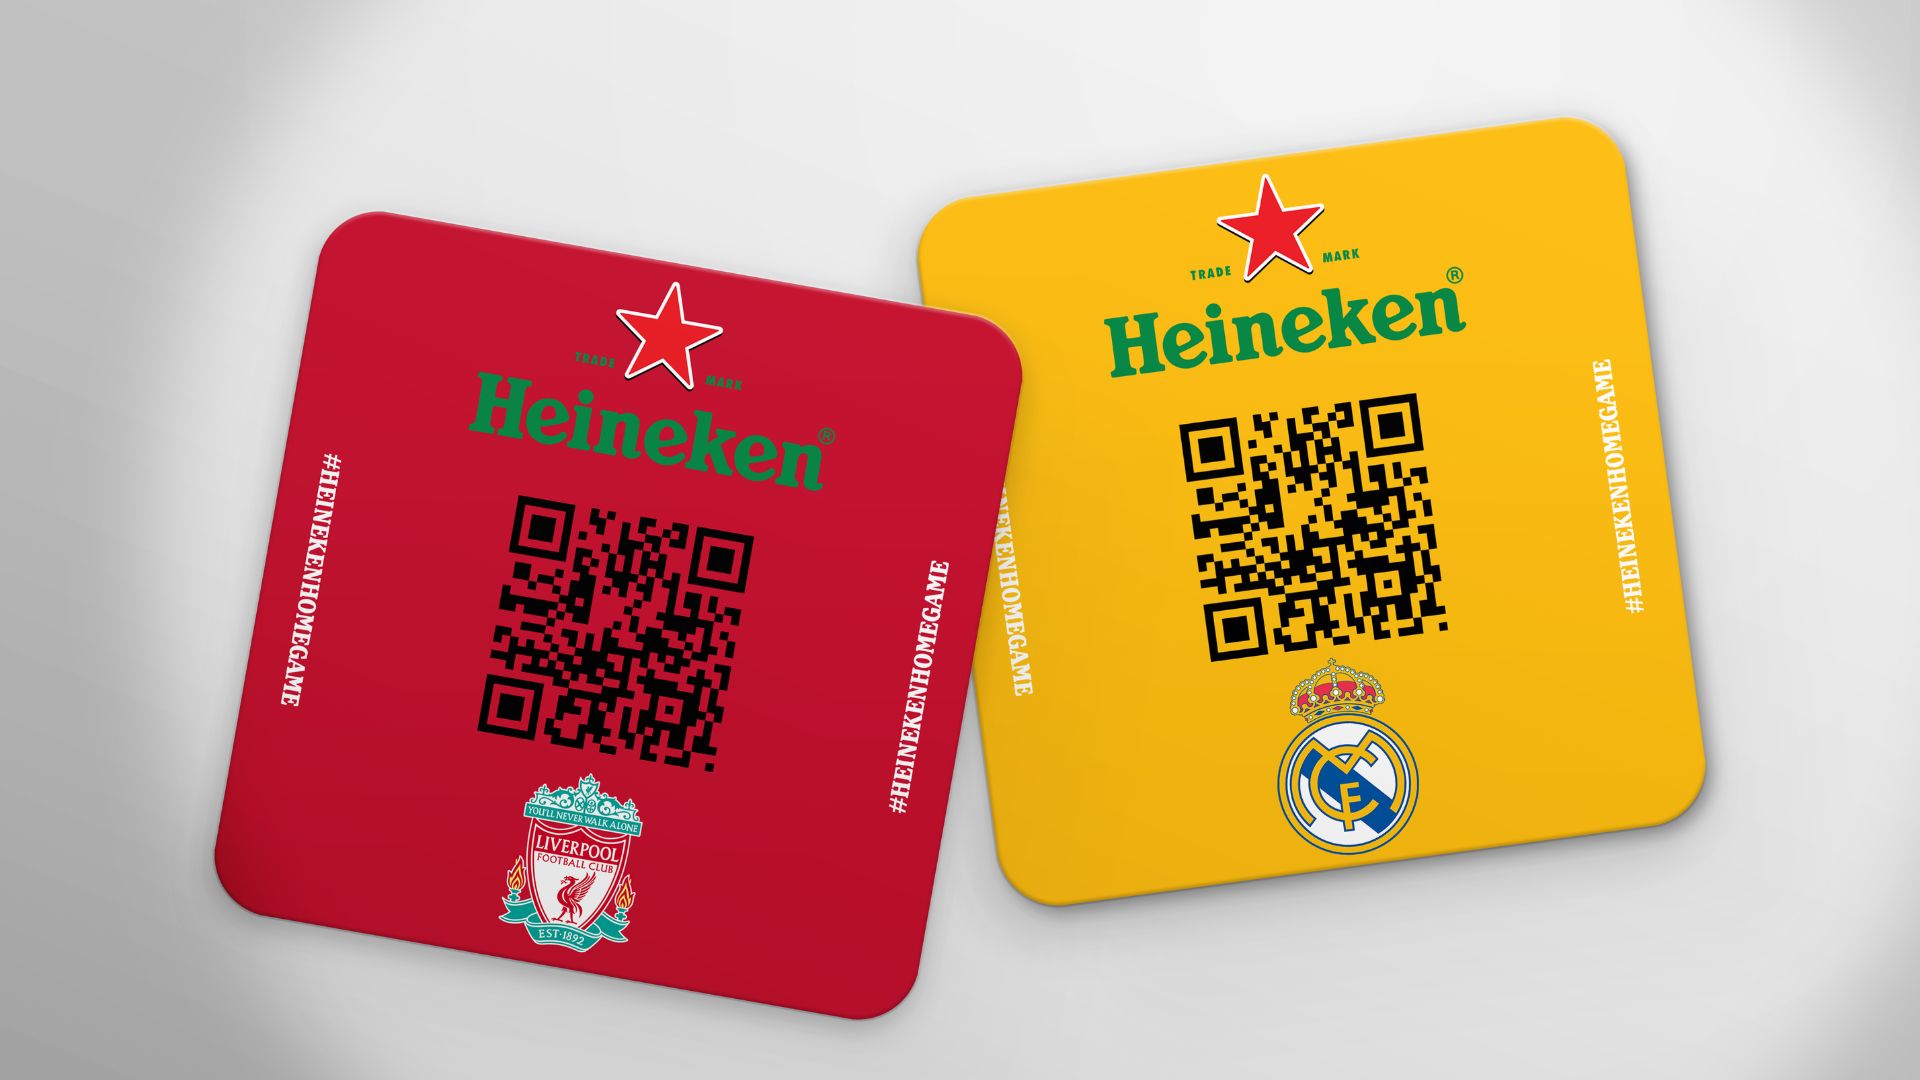 TRADE MARK
Heineken®
#HEINEKENHOMEGAME
#HEINEKENHOMEGAME
YOU'LL NEVER WALK ALONE
LIVERPOOL
FOOTBALL CLUB
EST·1892
TRADE MARK
Heineken®
NEKENHOMEGAME
#HEINEKENHOMEGAME